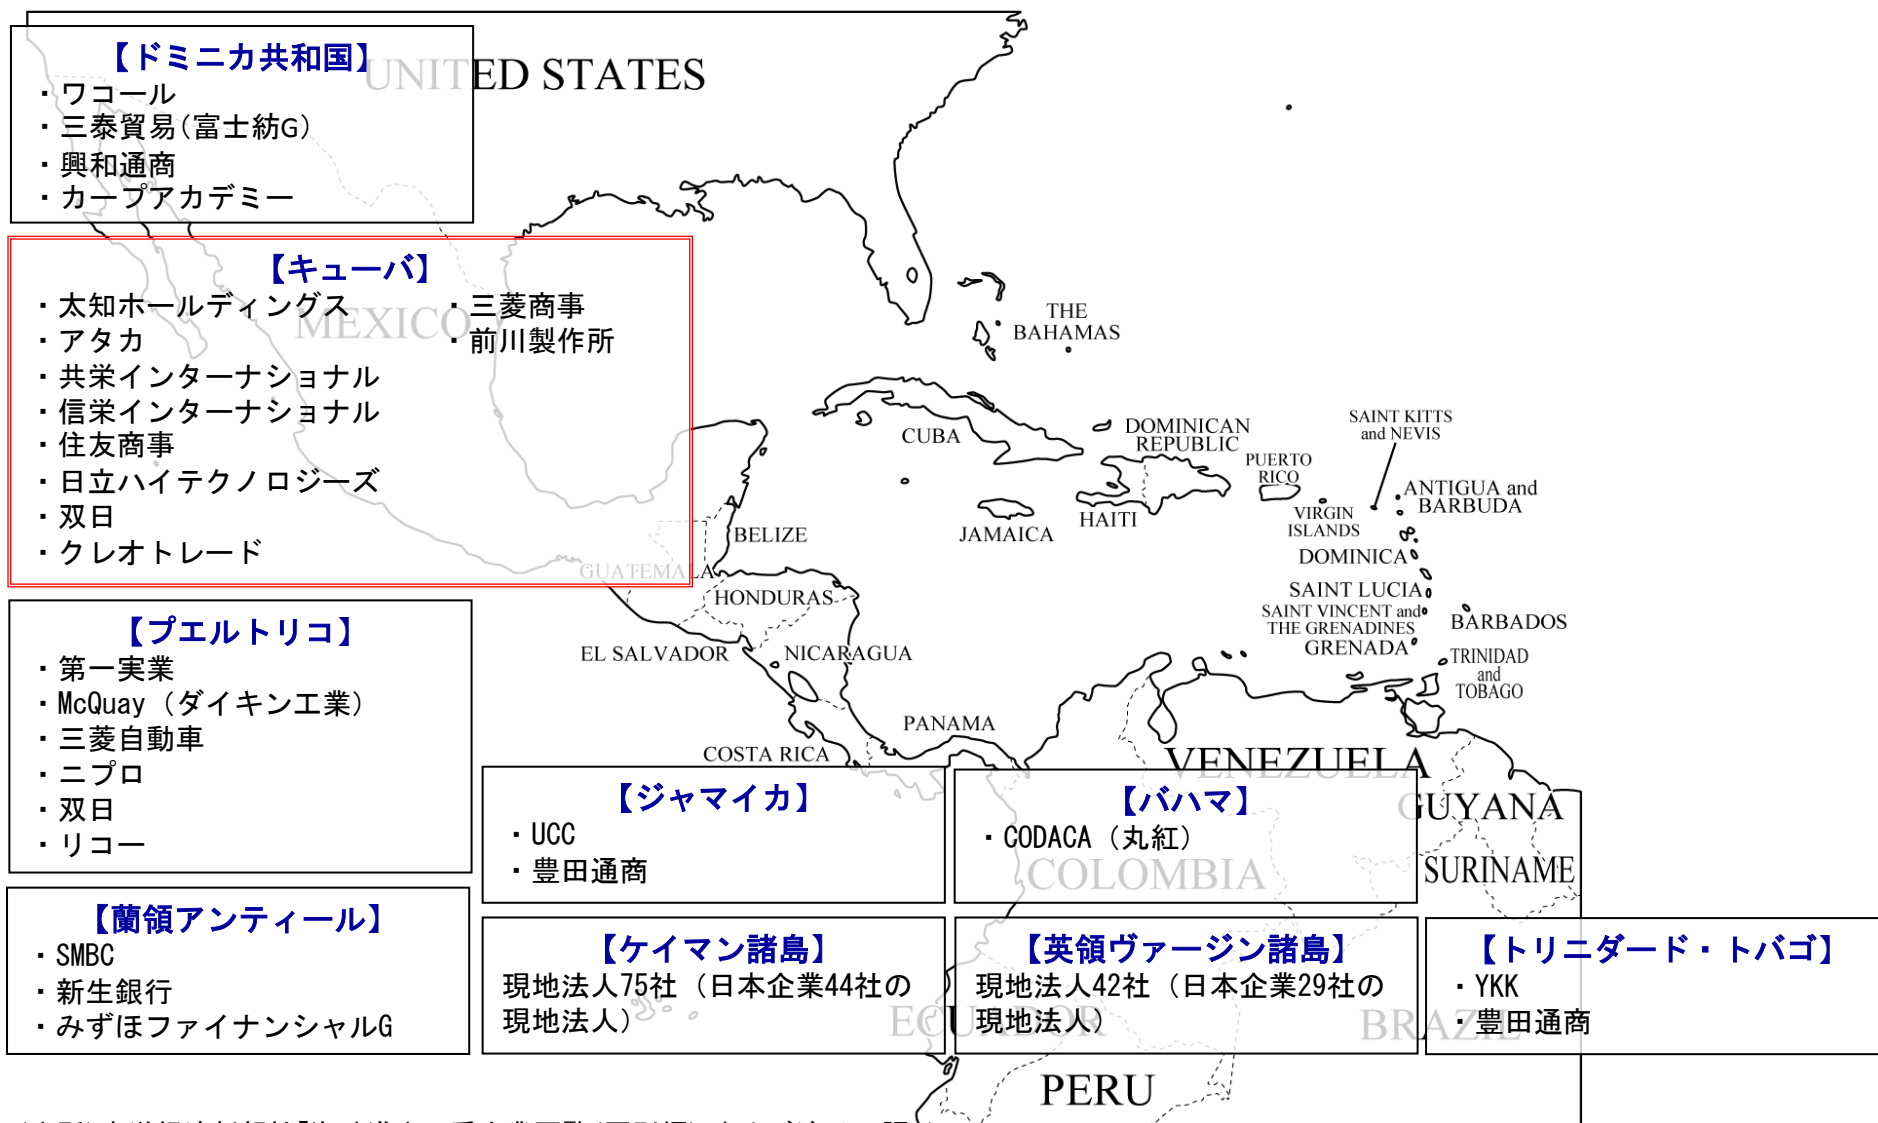 【ドミニカ共和国】
・ワコール
・三泰貿易(富士紡G)
・興和通商
・カープアカデミー
【キューバ】
・太知ホールディングス
・アタカ
・共栄インターナショナル
・信栄インターナショナル
・住友商事
・日立ハイテクノロジーズ
・双日
・クレオトレード
・三菱商事
・前川製作所
【プエルトリコ】
・第一実業
・McQuay（ダイキン工業）
・三菱自動車
・ニプロ
・双日
・リコー
【蘭領アンティール】
・SMBC
・新生銀行
・みずほファイナンシャルG
【ジャマイカ】
・UCC
・豊田通商
【バハマ】
・CODACA（丸紅）
【ケイマン諸島】
現地法人75社（日本企業44社の
現地法人）
【英領ヴァージン諸島】
現地法人42社（日本企業29社の
現地法人）
【トリニダード・トバゴ】
・YKK
・豊田通商
UNITED STATES
MEXICO
THE
BAHAMAS
CUBA
DOMINICAN
REPUBLIC
SAINT KITTS
and NEVIS
PUERTO
RICO
ANTIGUA and
BARBUDA
VIRGIN
ISLANDS
HAITI
JAMAICA
BELIZE
DOMINICA
GUATEMALA
HONDURAS
SAINT LUCIA
SAINT VINCENT and
THE GRENADINES
BARBADOS
GRENADA
EL SALVADOR
NICARAGUA
TRINIDAD
and
TOBAGO
PANAMA
COSTA RICA
VENEZUELA
GUYANA
COLOMBIA
SURINAME
ECUADOR
BRAZIL
PERU